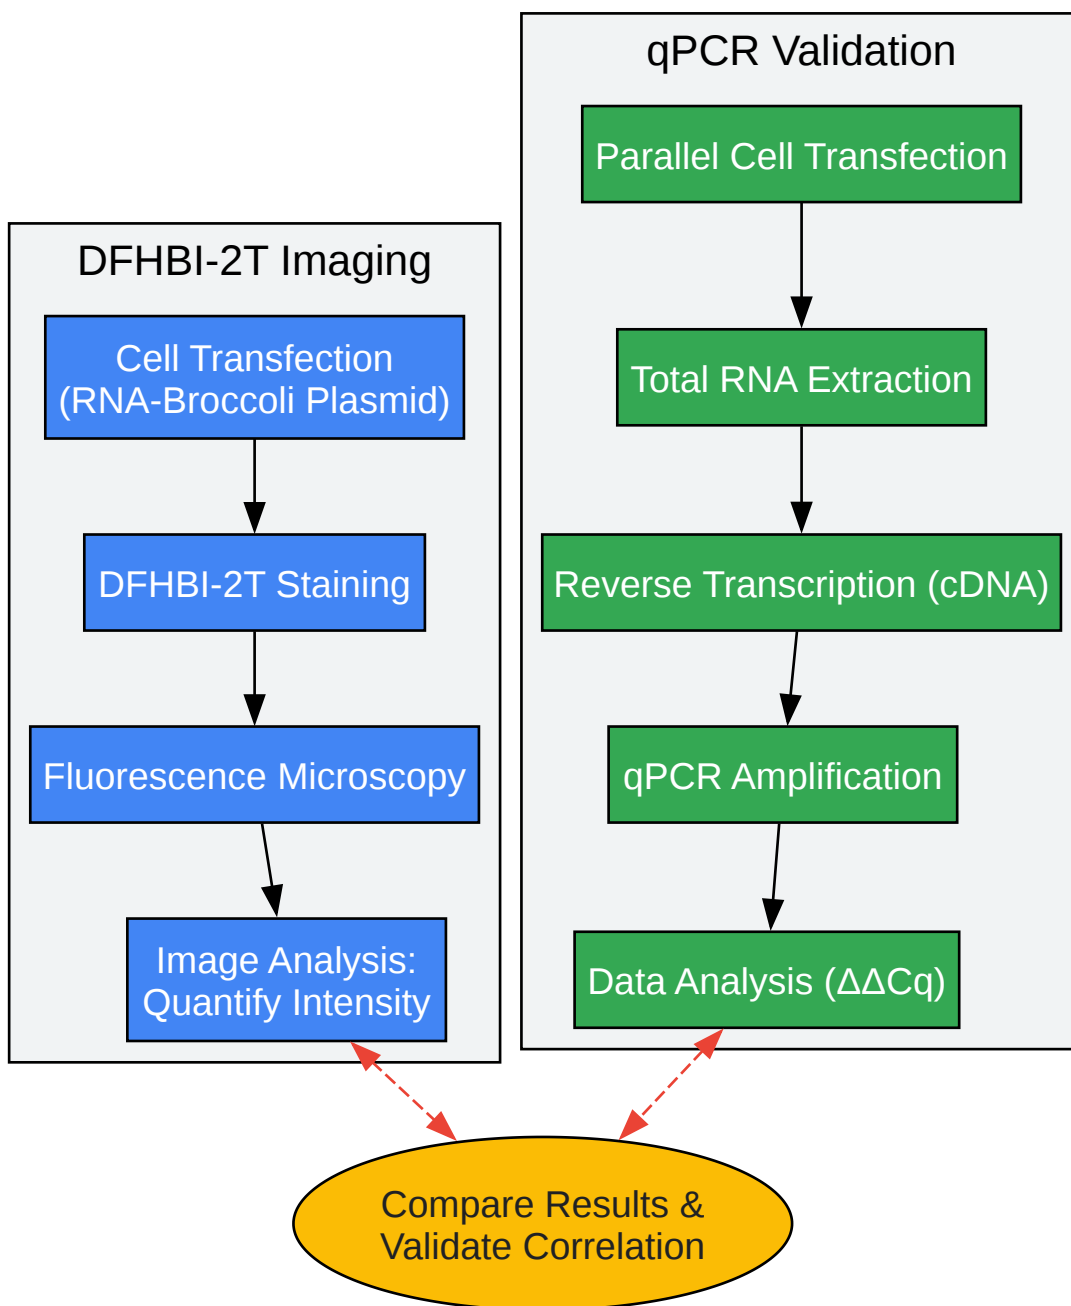 DFHBI-2T Imaging
Cell Transfection
(RNA-Broccoli Plasmid)
DFHBI-2T Staining
Fluorescence Microscopy
Image Analysis:
Quantify Intensity
qPCR Validation
Parallel Cell Transfection
Total RNA Extraction
Reverse Transcription (cDNA)
qPCR Amplification
Data Analysis (ΔΔCq)
Compare Results &
Validate Correlation